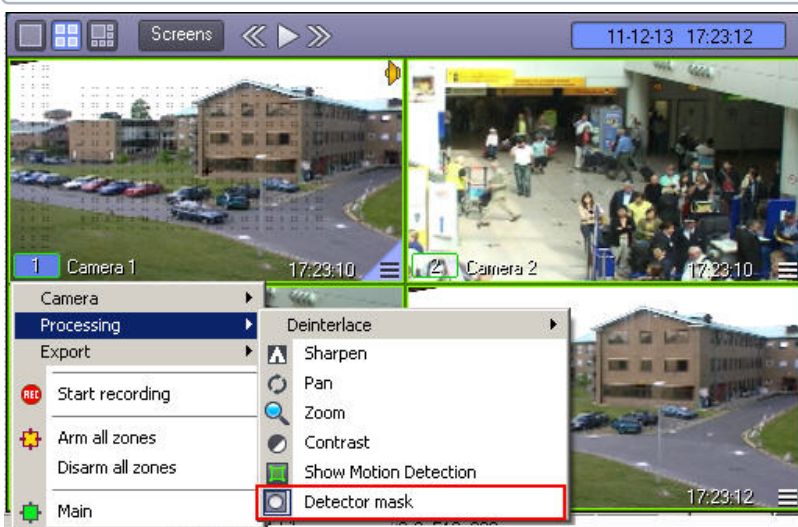 Screens
11-12-13 17:23:12
1 Camera 1 17:23:10
2 Camera 2 17:23:10
Camera
Processing
Export
REC Start recording
Arm all zones
Disarm all zones
Main
Deinterlace
Sharpen
Pan
Zoom
Contrast
Show Motion Detection
Detector mask
17:23:12